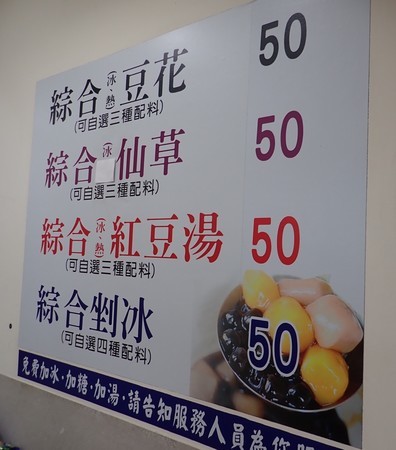 綜合(冰、熱)豆花 50
(可自選三種配料)
綜合(冰)仙草 50
(可自選三種配料)
綜合(冰、熱)紅豆湯 50
(可自選三種配料)
綜合剉冰 50
(可自選四種配料)
免費加冰·加糖·加湯·請告知服務人員為您服